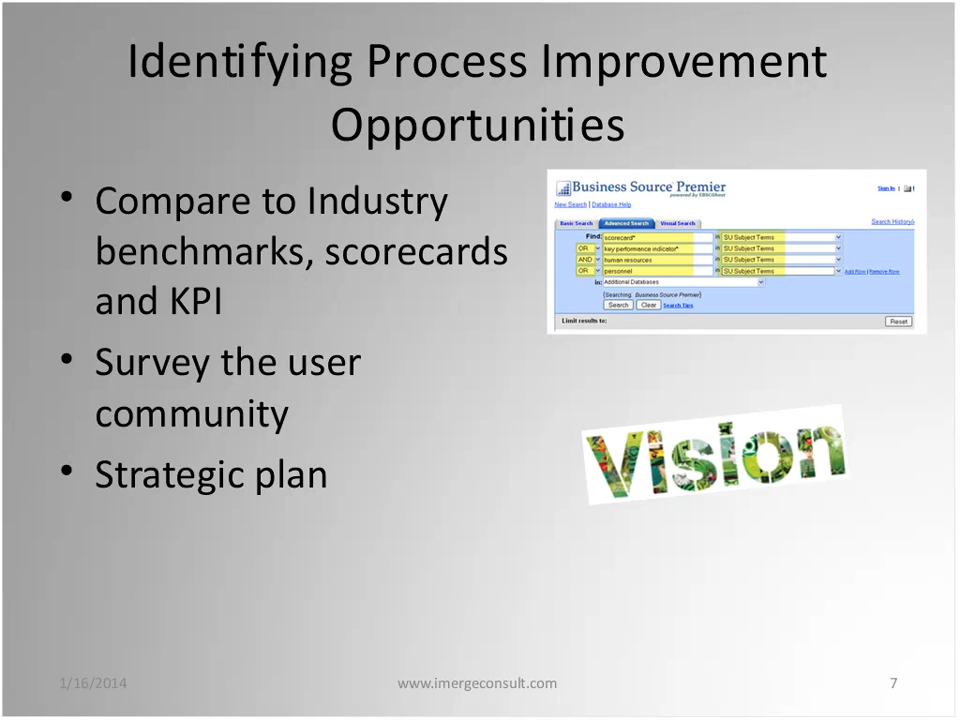 Identifying Process Improvement
Opportunities
• Compare to Industry
benchmarks, scorecards
and KPI
• Survey the user
community
• Strategic plan
Business Source Premier
powered by EBSCOhost
Sign In
New Search | Database Help
Basic Search Advanced Search Visual Search
Search History
Find: scorecard* in SU Subject Terms
OR key performance indicator* in SU Subject Terms
AND human resources in SU Subject Terms
OR personnel in SU Subject Terms Add Row | Remove Row
in: Additional Databases
(Searching: Business Source Premier)
Search Clear Search Tips
Limit results to: Reset
Vision
1/16/2014 www.imergeconsult.com 7